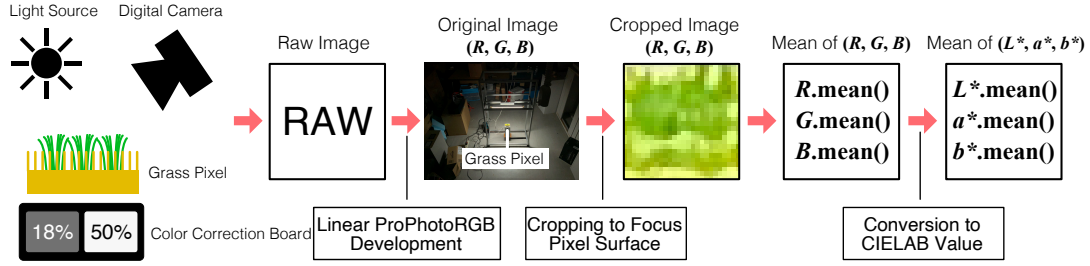 Light Source
Digital Camera
Grass Pixel
18%
50%
Color Correction Board
Raw Image
RAW
Linear ProPhotoRGB
Development
Original Image
(R, G, B)
Grass Pixel
Cropping to Focus
Pixel Surface
Cropped Image
(R, G, B)
Mean of (R, G, B)
R.mean()
G.mean()
B.mean()
Conversion to
CIELAB Value
Mean of (L*, a*, b*)
L*.mean()
a*.mean()
b*.mean()